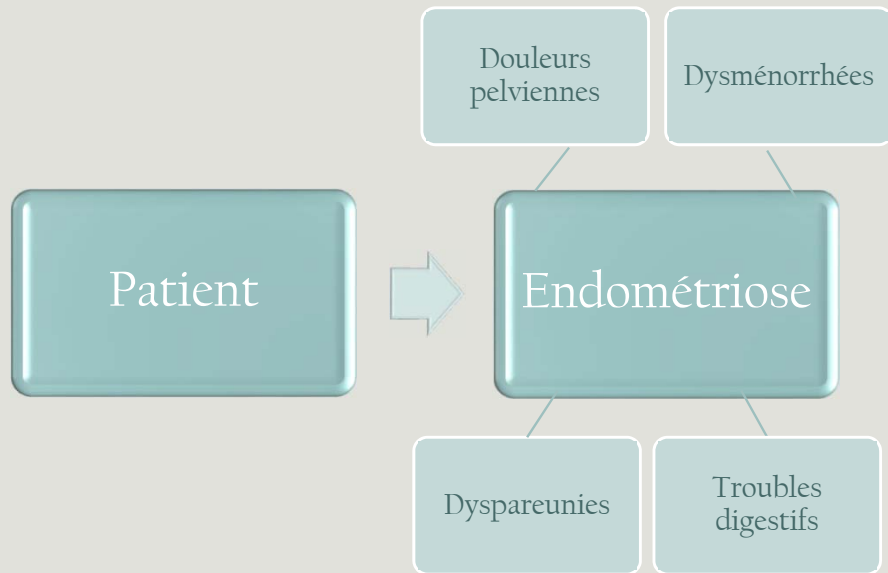 Douleurs
pelviennes
Dysménorrhées
Patient
Endométriose
Dyspareunies
Troubles
digestifs